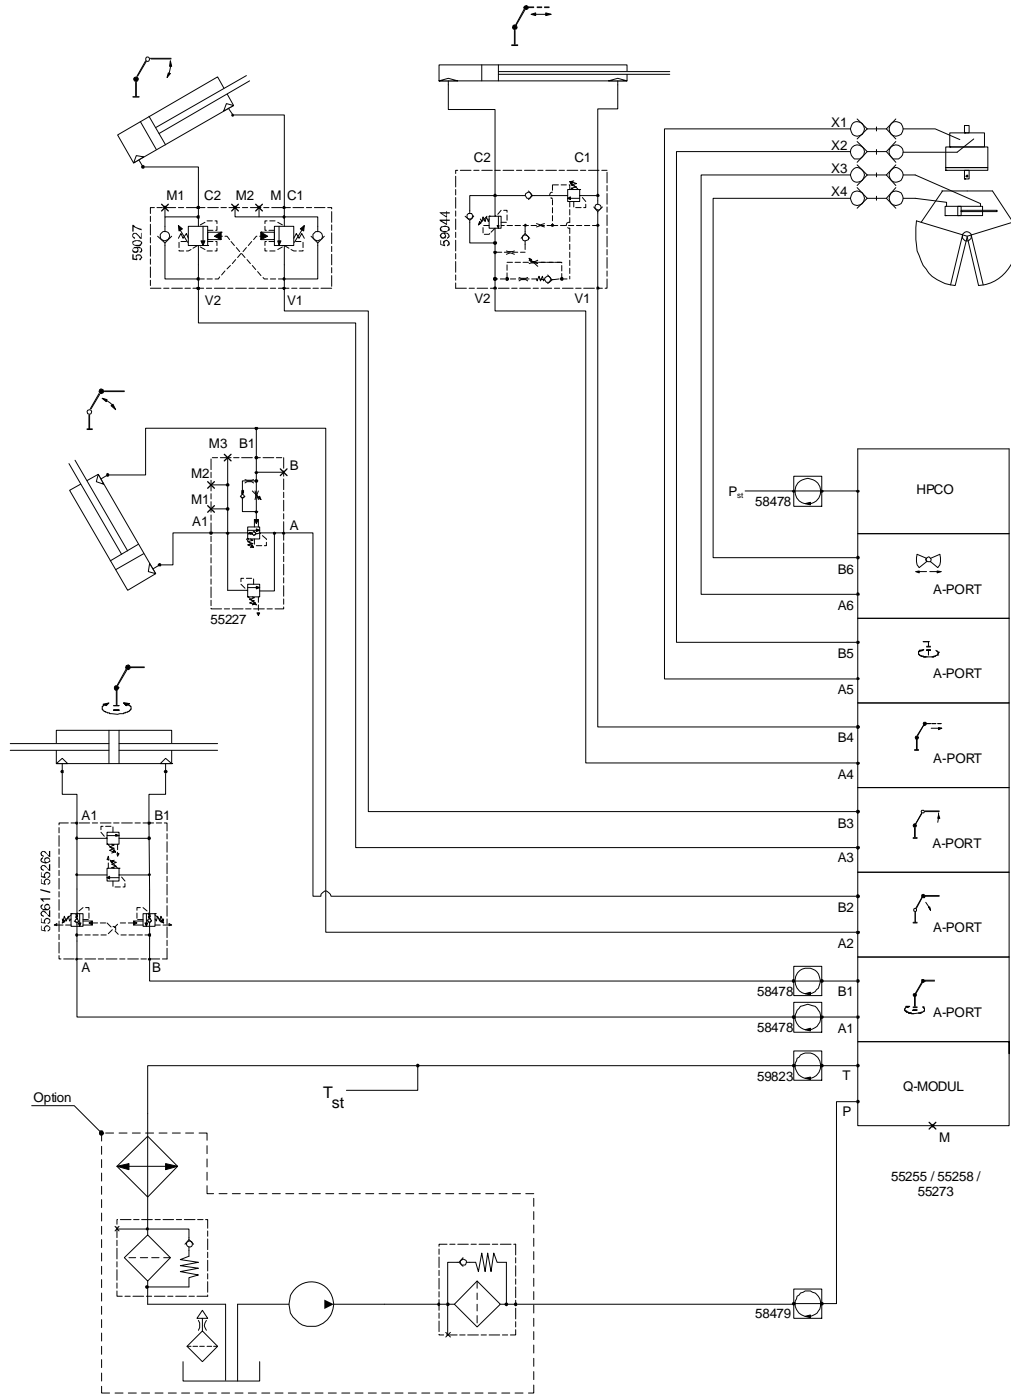 X1
X2
X3
X4
C2
C1
59044
V2
V1
M1
C2
M2
M
C1
59027
V2
V1
M3
B1
B
M2
M1
A1
A
55227
Pst
58478
HPCO
B6
A-PORT
A6
B5
A-PORT
A5
B4
A-PORT
A4
B3
A-PORT
A3
B2
A-PORT
A2
A1
B1
55261 / 55262
A
B
58478
B1
58478
A1
A-PORT
59823
T
Q-MODUL
P
M
55255 / 55258 /
55273
Tst
Option
58479